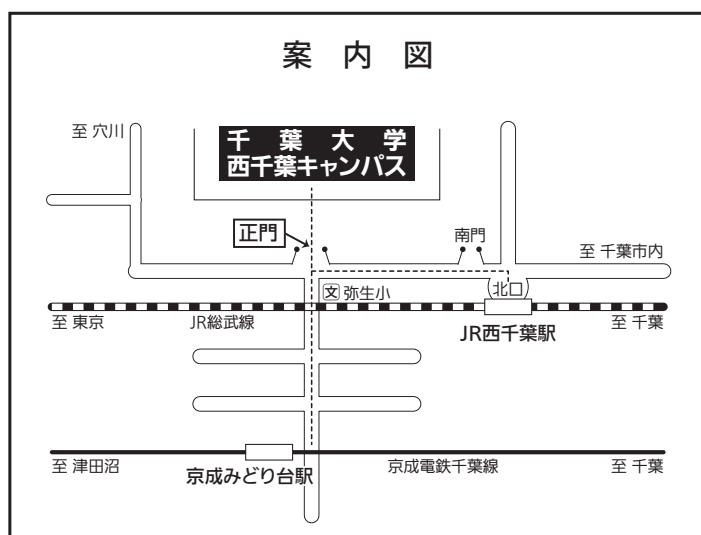 案内図
至 穴川
千葉大学
西千葉キャンパス
正門
南門
至 千葉市内
北口
文 弥生小
至 東京
JR総武線
JR西千葉駅
至 千葉
至 津田沼
京成みどり台駅
京成電鉄千葉線
至 千葉